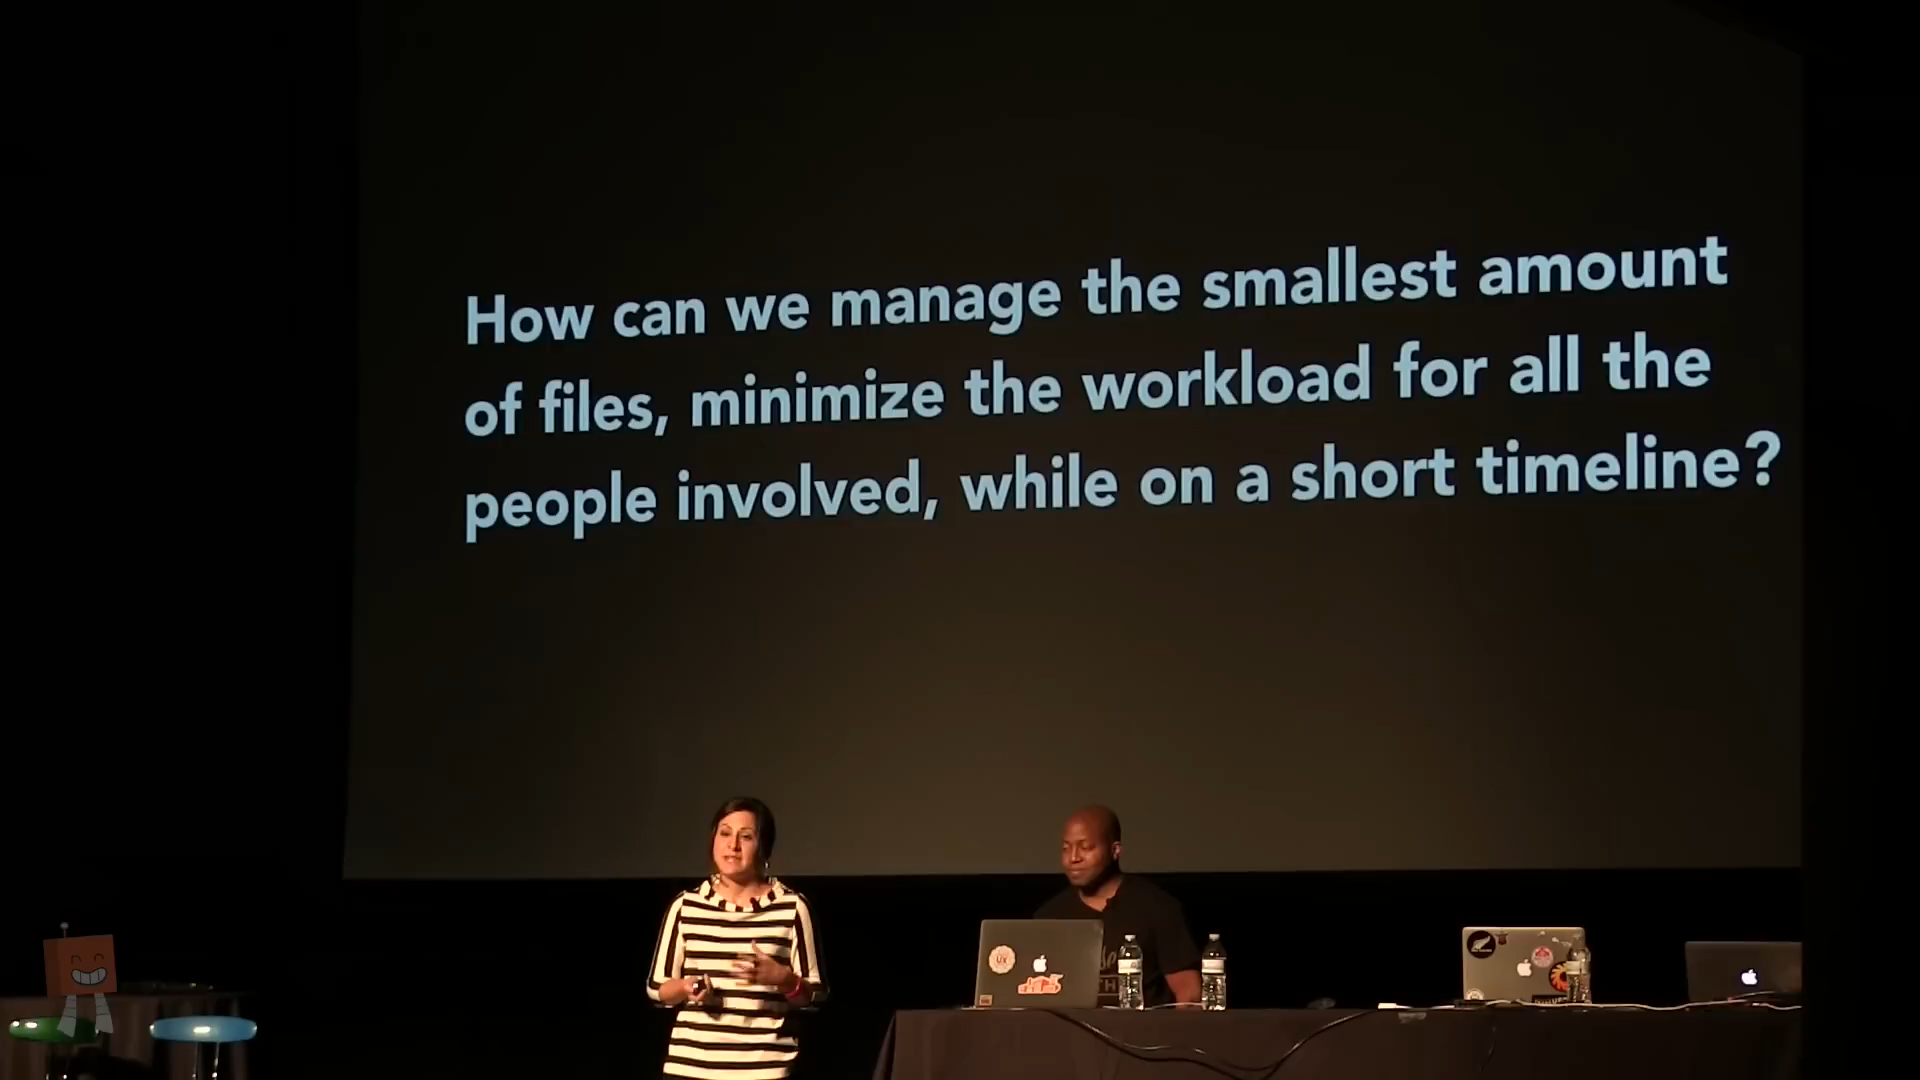 How can we manage the smallest amount
of files, minimize the workload for all the
people involved, while on a short timeline?
UX